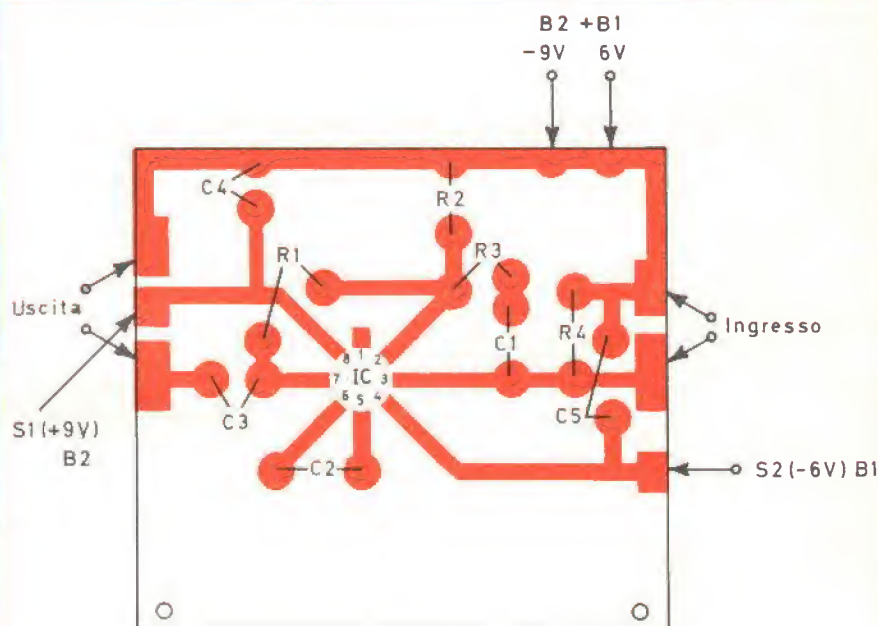 B2 +B1
-9V 6V
C4
R2
R1
R3
Uscita
Ingresso
C1
R4
8 1 2
7 IC 3
6 5 4
C3
C5
S1(+9V)
B2
C2
S2(-6V) B1